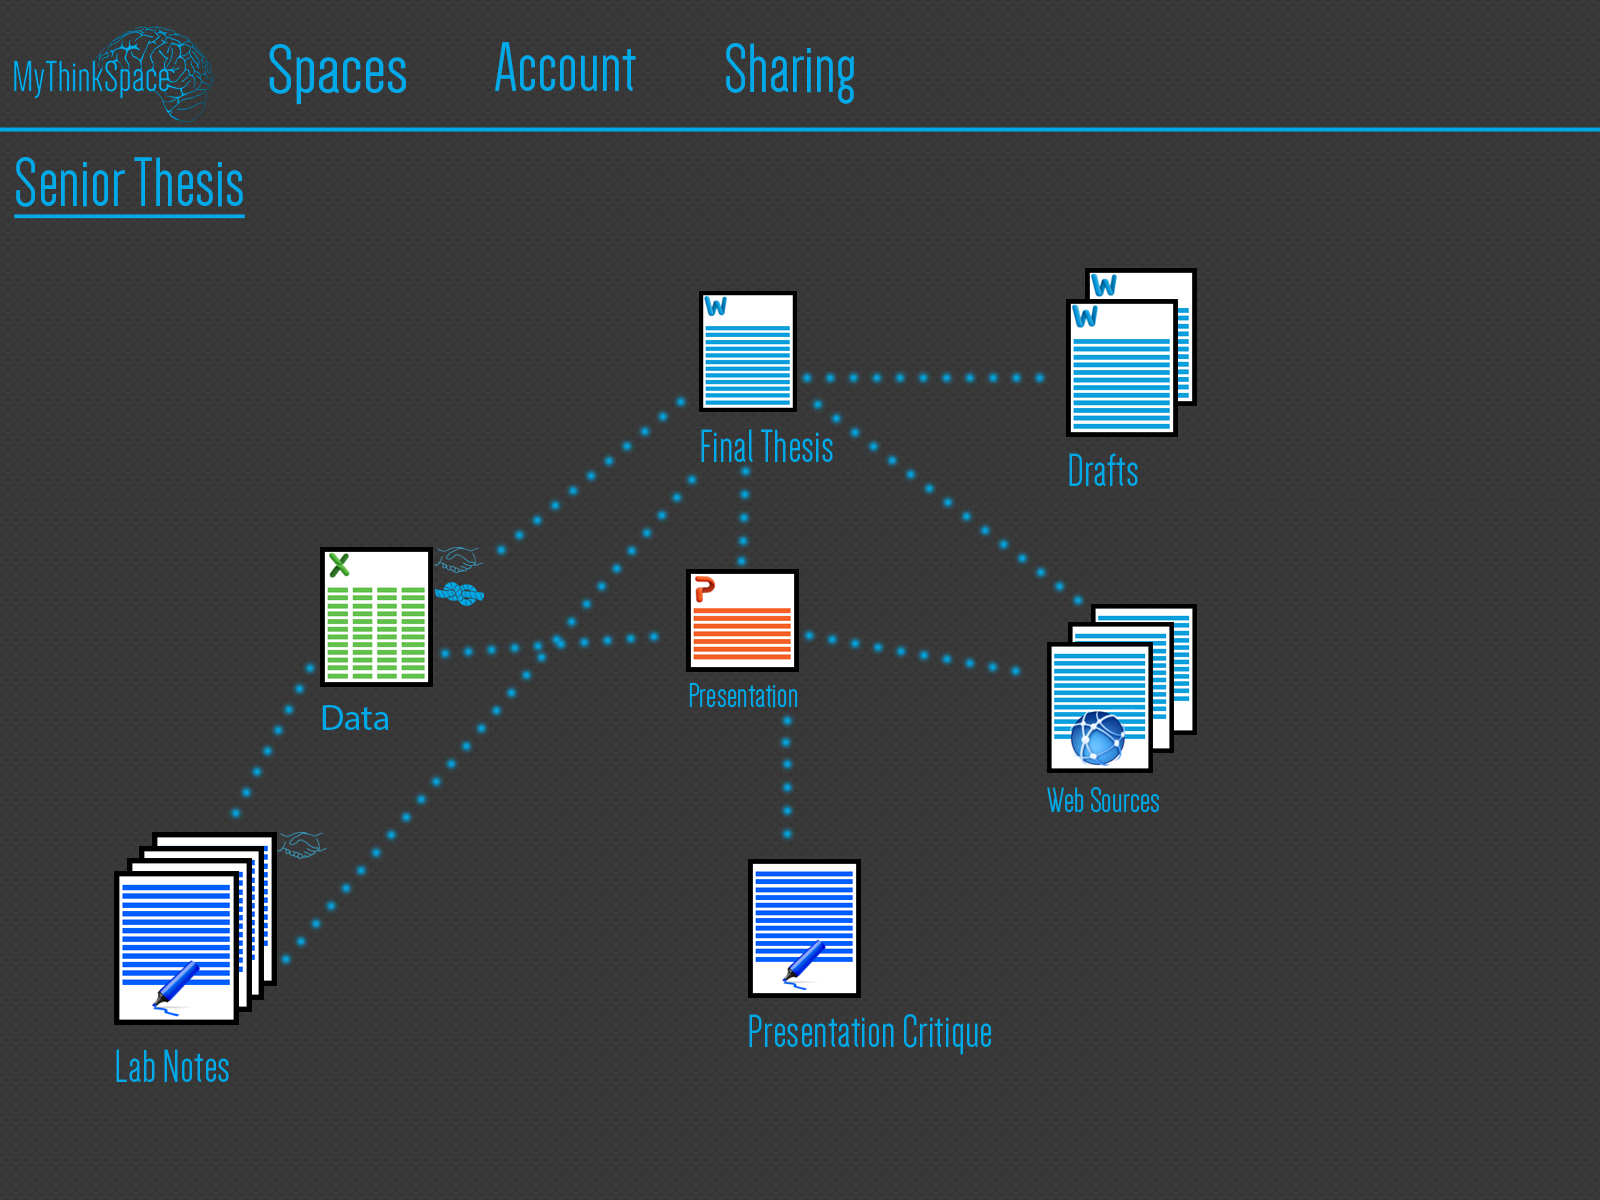 MyThinkSpace
Spaces
Account
Sharing
Senior Thesis
W
W
W
Final Thesis
Drafts
X
P
Data
Presentation
Web Sources
Lab Notes
Presentation Critique